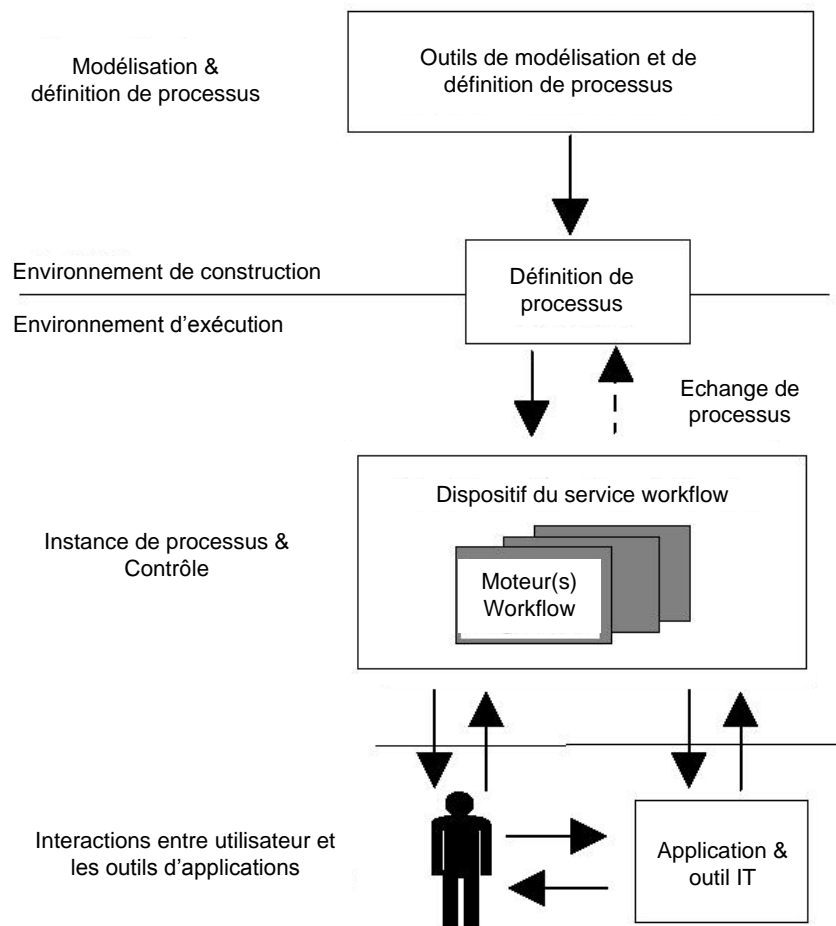 Modélisation &
définition de processus
Outils de modélisation et de
définition de processus
Environnement de construction
Définition de
processus
Environnement d'exécution
Echange de
processus
Dispositif du service workflow
Instance de processus &
Contrôle
Moteur(s)
Workflow
Interactions entre utilisateur et
les outils d'applications
Application &
outil IT